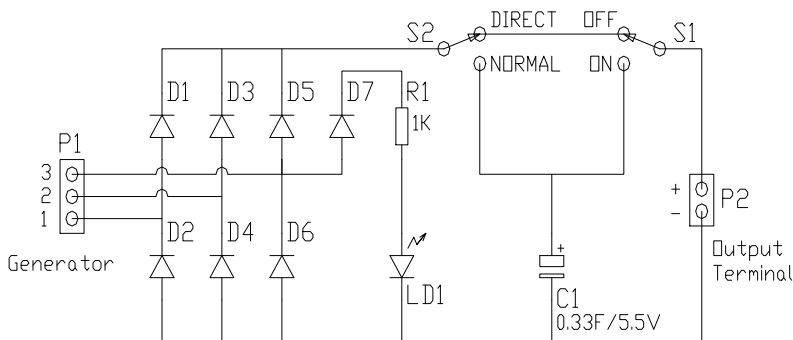 S2 DIRECT OFF S1
NORMAL ON
D1 D3 D5 D7 R1
1K
P1
3
2
1
Generator
D2 D4 D6
LD1
+
C1
0.33F/5.5V
+
-
P2
Output
Terminal